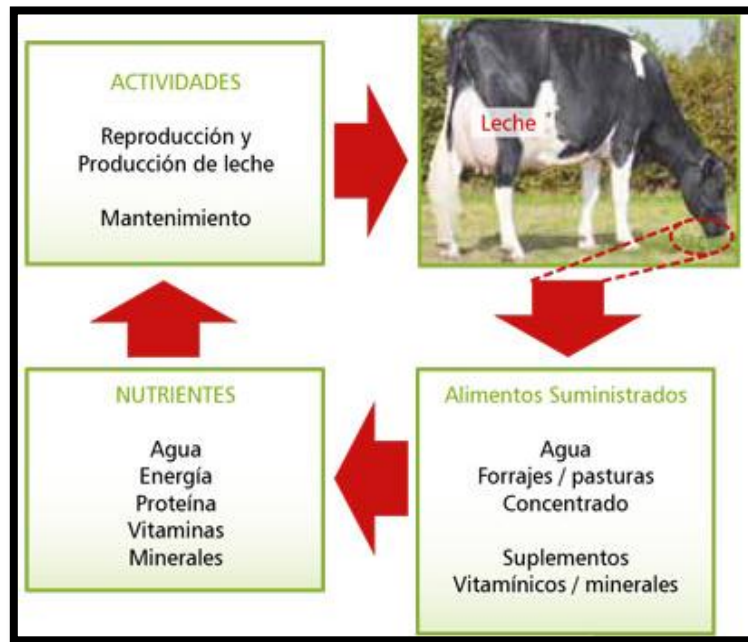 ACTIVIDADES
Reproducción y
Producción de leche
Mantenimiento
Leche
NUTRIENTES
Agua
Energía
Proteína
Vitaminas
Minerales
Alimentos Suministrados
Agua
Forrajes / pasturas
Concentrado
Suplementos
Vitamínicos / minerales